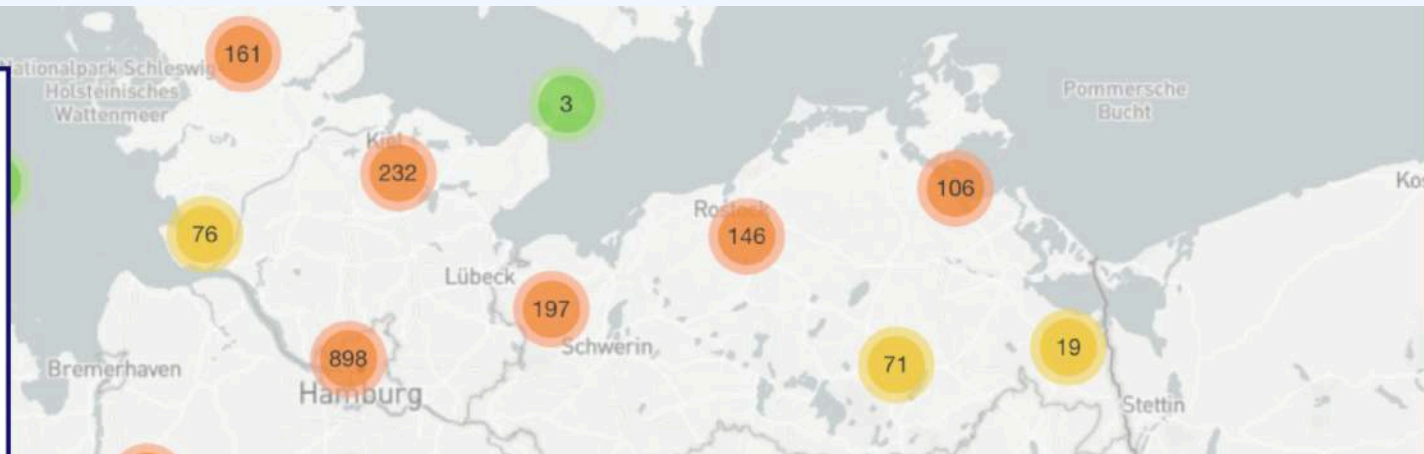 161
Nationalpark Schleswig
Holsteinisches
Wattenmeer
3
Pommersche
Bucht
Kiel
232
106
Kos
76
Rostock
146
Lübeck
197
Schwerin
898
Hamburg
Bremerhaven
71
19
Stettin